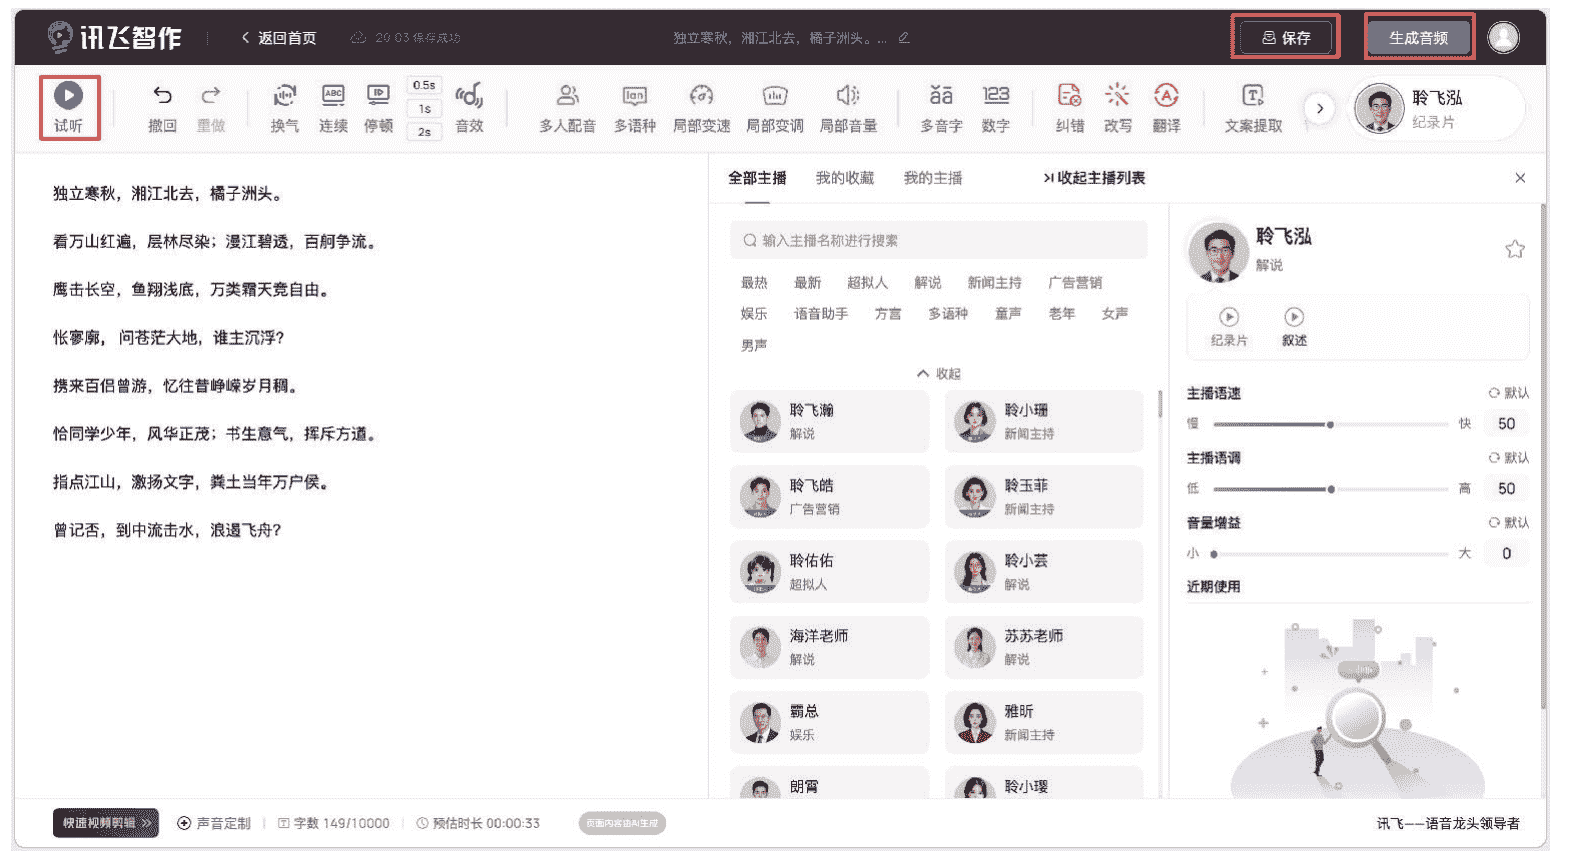 讯飞智作
返回首页
20:03 保存成功
独立寒秋，湘江北去，橘子洲头。...
保存
生成音频
试听
撤回
重做
换气
连续
停顿
0.5s
1s
2s
音效
多人配音
多语种
局部变速
局部变调
局部音量
多音字
数字
纠错
改写
翻译
文案提取
聆飞泓
纪录片
独立寒秋，湘江北去，橘子洲头。
看万山红遍，层林尽染；漫江碧透，百舸争流。
鹰击长空，鱼翔浅底，万类霜天竞自由。
怅寥廓，问苍茫大地，谁主沉浮？
携来百侣曾游，忆往昔峥嵘岁月稠。
恰同学少年，风华正茂；书生意气，挥斥方遒。
指点江山，激扬文字，粪土当年万户侯。
曾记否，到中流击水，浪遏飞舟？
全部主播
我的收藏
我的主播
收起主播列表
输入主播名称进行搜索
最热 最新 超拟人 解说 新闻主持 广告营销
娱乐 语音助手 方言 多语种 童声 老年 女声
男声
收起
聆飞瀚
解说
聆小珊
新闻主持
聆飞皓
广告营销
聆玉菲
新闻主持
聆佑佑
超拟人
聆小芸
解说
海洋老师
解说
苏苏老师
解说
霸总
娱乐
雅昕
新闻主持
朗霄
聆小璎
聆飞泓
解说
纪录片
叙述
主播语速
默认
慢 快 50
主播语调
默认
低 高 50
音量增益
默认
小 大 0
近期使用
快速视频剪辑
声音定制
字数 149/10000
预估时长 00:00:33
页面内容由AI生成
讯飞——语音龙头领导者